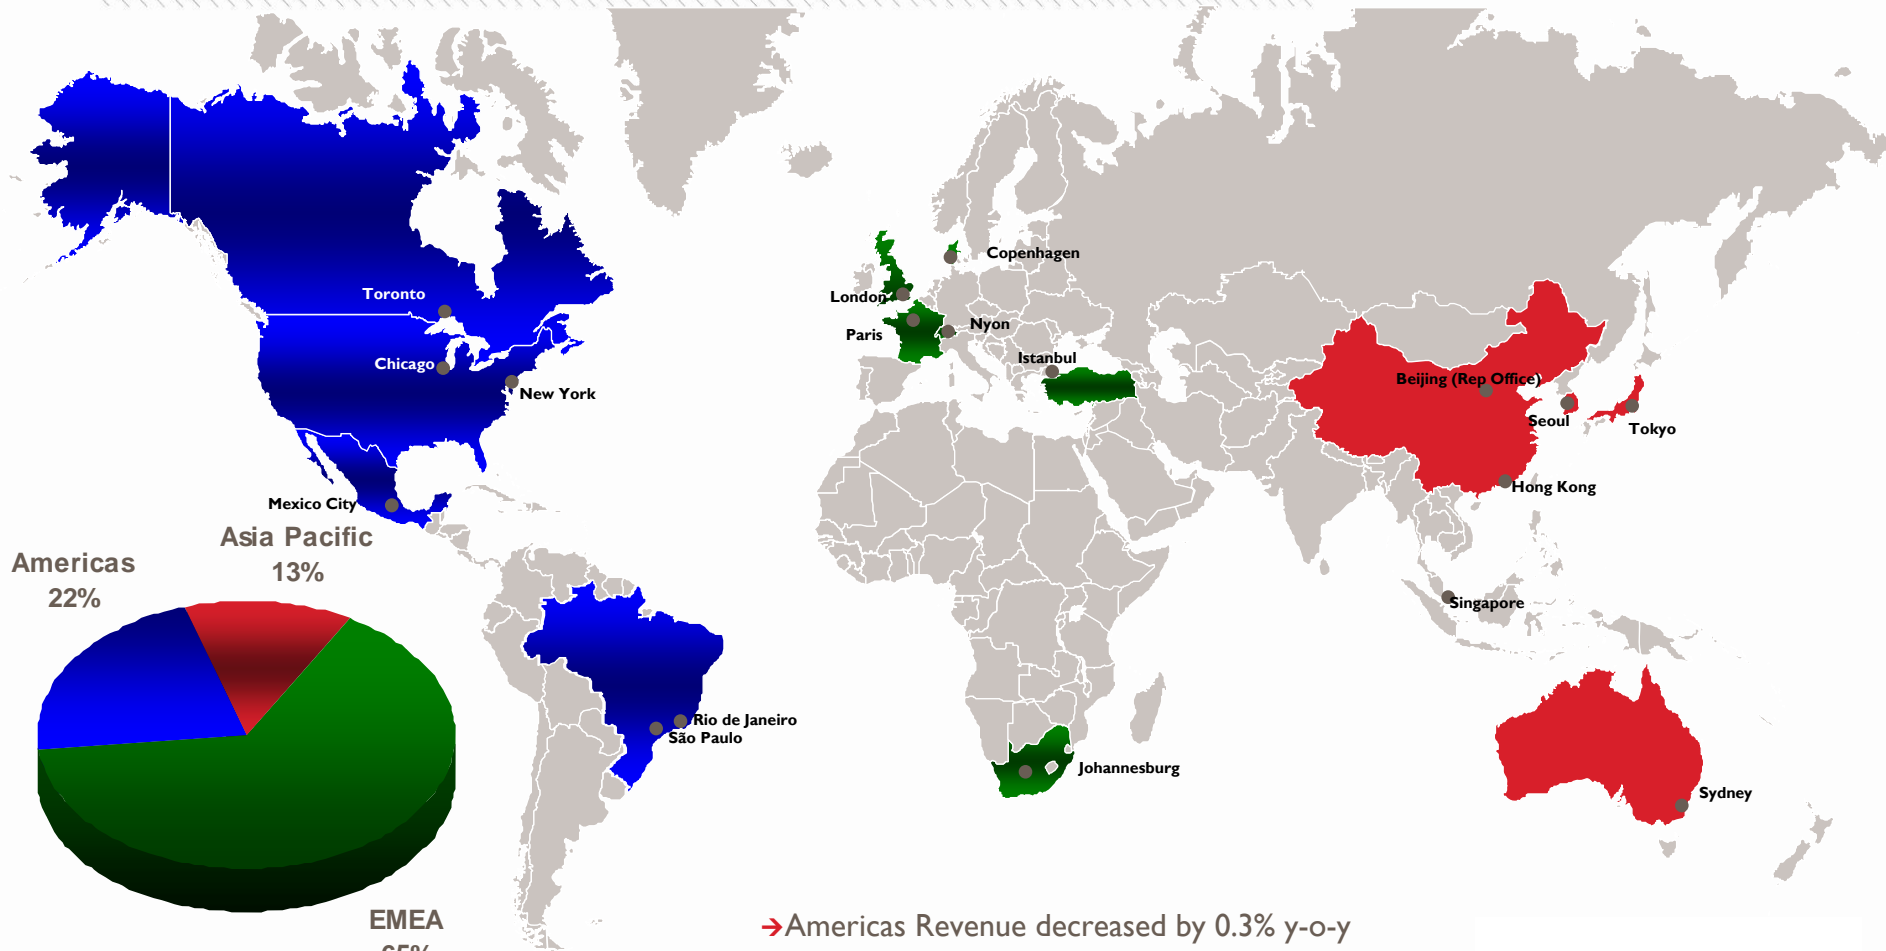 Copenhagen
London
Toronto
Paris
Nyon
Istanbul
Chicago
New York
Beijing (Rep Office)
Seoul
Tokyo
Mexico City
Hong Kong
Asia Pacific
13%
Americas
22%
Singapore
Rio de Janeiro
São Paulo
Johannesburg
Sydney
EMEA
65%
➔Americas Revenue decreased by 0.3% y-o-y